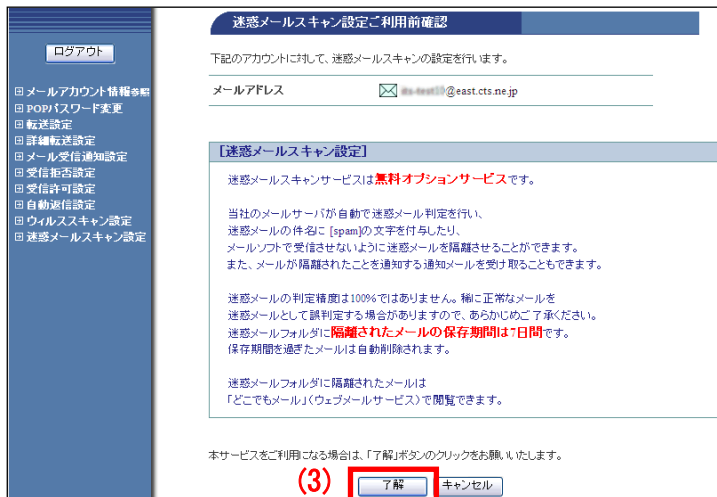 迷惑メールスキャン設定ご利用前確認
ログアウト
下記のアカウントに対して、迷惑メールスキャンの設定を行います。
メールアドレス
@east.cts.ne.jp
メールアカウント情報参照
POPパスワード変更
転送設定
詳細転送設定
メール受信通知設定
受信拒否設定
受信許可設定
自動返信設定
ウィルススキャン設定
迷惑メールスキャン設定
[迷惑メールスキャン設定]
迷惑メールスキャンサービスは無料オプションサービスです。
当社のメールサーバが自動で迷惑メール判定を行い、
迷惑メールの件名に [spam]の文字を付与したり、
メールソフトで受信させないように迷惑メールを隔離させることができます。
また、メールが隔離されたことを通知する通知メールを受け取ることもできます。
迷惑メールの判定精度は100%ではありません。稀に正常なメールを
迷惑メールとして誤判定する場合がありますので、あらかじめご了承ください。
迷惑メールフォルダに隔離されたメールの保存期間は7日間です。
保存期間を過ぎたメールは自動削除されます。
迷惑メールフォルダに隔離されたメールは
「どこでもメール」(ウェブメールサービス)で閲覧できます。
本サービスをご利用になる場合は、「了解」ボタンのクリックをお願いいたします。
(3)
了解
キャンセル